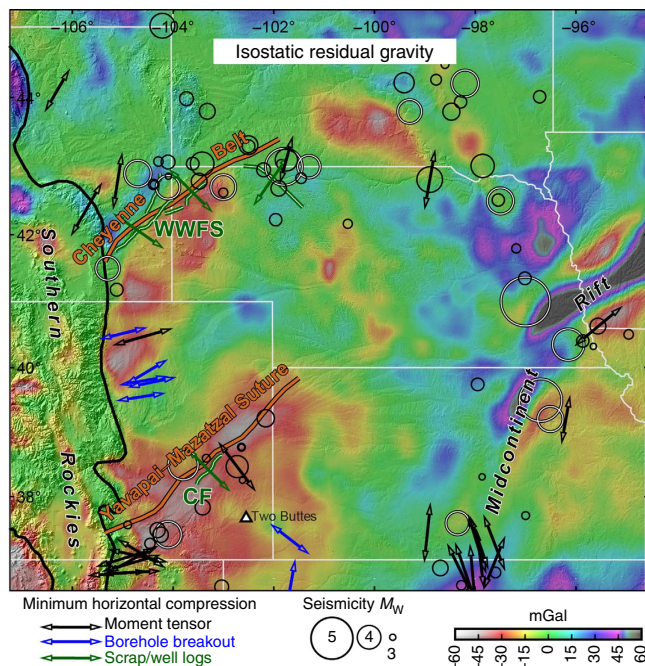 -106
-104
-102
-100
-98
-96
Isostatic residual gravity
44
Cheyenne Belt
WWFS
42
Southern
Rift
40
Yavapai–Mazatzal Suture
Midcontinent
38
CF
Rockies
Two Buttes
Minimum horizontal compression
Moment tensor
Borehole breakout
Scrap/well logs
Seismicity MW
5
4
3
mGal
-60
-45
-30
-15
0
15
30
45
60